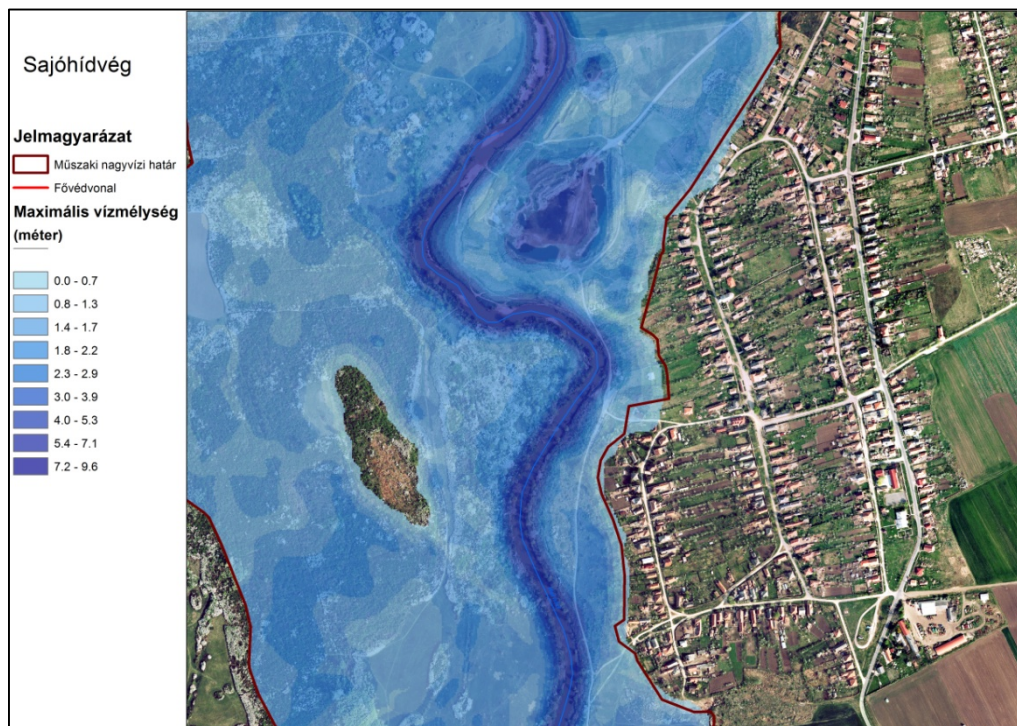 Sajóhídvég
Jelmagyarázat
Műszaki nagyvízi határ
Fővédvonal
Maximális vízmélység
(méter)
0.0 - 0.7
0.8 - 1.3
1.4 - 1.7
1.8 - 2.2
2.3 - 2.9
3.0 - 3.9
4.0 - 5.3
5.4 - 7.1
7.2 - 9.6